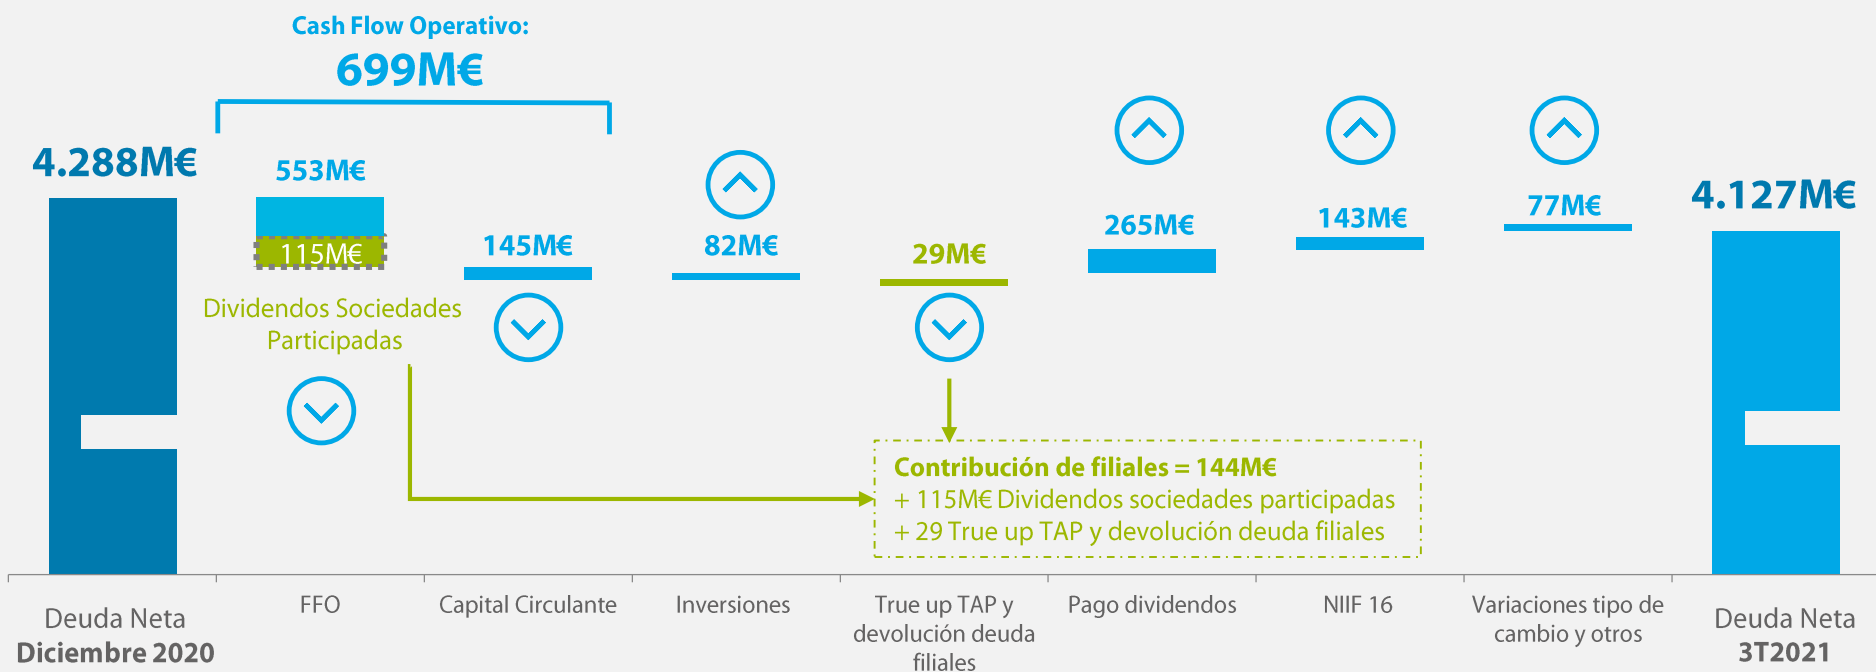 Cash Flow Operativo:
699M€
4.288M€
553M€
115M€
Dividendos Sociedades
Participadas
145M€
82M€
29M€
265M€
143M€
77M€
4.127M€
Contribución de filiales = 144M€
+ 115M€ Dividendos sociedades participadas
+ 29 True up TAP y devolución deuda filiales
Deuda Neta
Diciembre 2020
FFO
Capital Circulante
Inversiones
True up TAP y
devolución deuda
filiales
Pago dividendos
NIIF 16
Variaciones tipo de
cambio y otros
Deuda Neta
3T2021